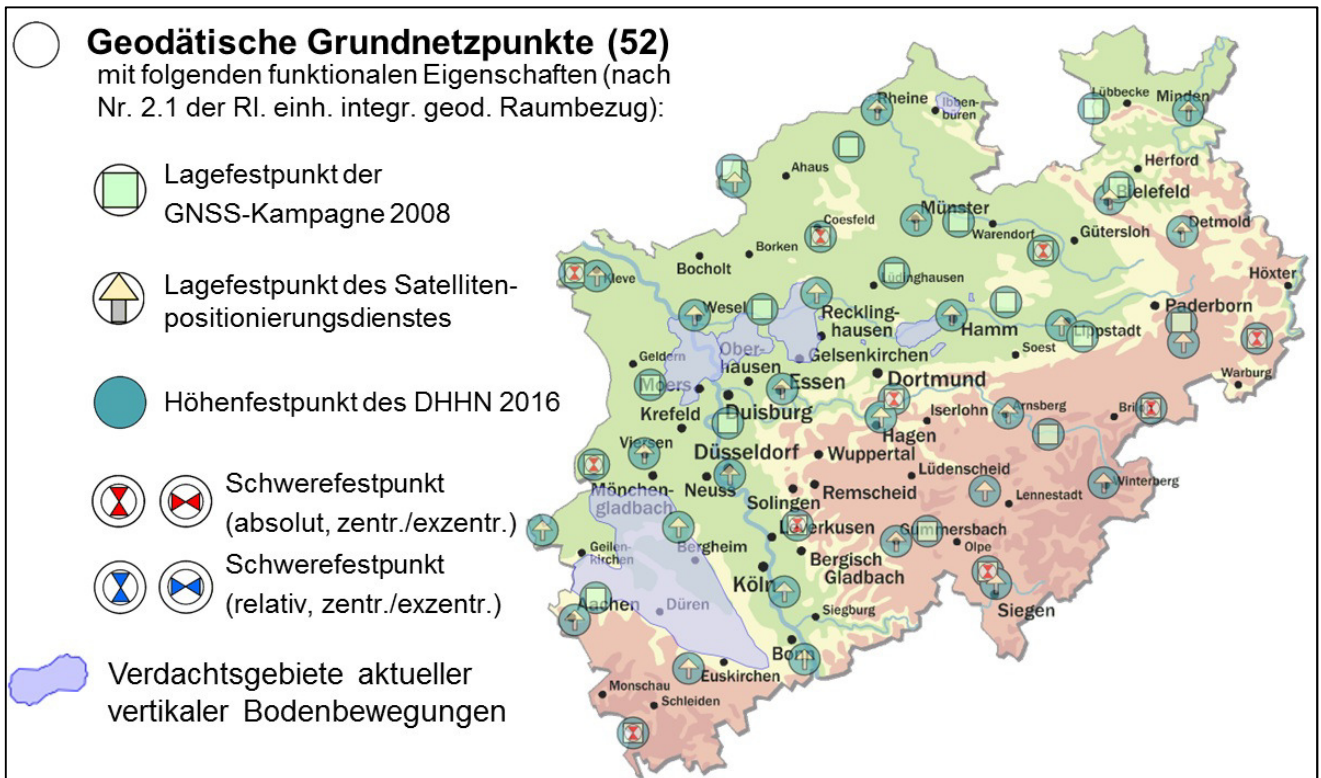 Geodätische Grundnetzpunkte (52)
mit folgenden funktionalen Eigenschaften (nach
Nr. 2.1 der RI. einh. integr. geod. Raumbezug):
Lagefestpunkt der
GNSS-Kampagne 2008
Lagefestpunkt des Satelliten-
positionierungsdienstes
Höhenfestpunkt des DHHN 2016
Schwerefestpunkt
(absolut, zentr./exzentr.)
Schwerefestpunkt
(relativ, zentr./exzentr.)
Verdachtsgebiete aktueller
vertikaler Bodenbewegungen
Rheine
Ibben-
büren
Lübbecke
Minden
Ahaus
Herford
Bielefeld
Coesfeld
Münster
Warendorf
Gütersloh
Detmold
Borken
Bocholt
Kleve
Lüdinghausen
Höxter
Wesel
Reckling-
hausen
Hamm
Lippstadt
Paderborn
Geldern
Ober-
hausen
Gelsenkirchen
Soest
Warburg
Moers
Essen
Dortmund
Krefeld
Duisburg
Iserlohn
Arnsberg
Brilon
Hagen
Viersen
Düsseldorf
Wuppertal
Lüdenscheid
Mönchen-
gladbach
Neuss
Solingen
Remscheid
Lennestadt
Winterberg
Leverkusen
Gummersbach
Geilen-
kirchen
Bergheim
Bergisch
Gladbach
Olpe
Köln
Aachen
Düren
Siegburg
Siegen
Bonn
Euskirchen
Monschau
Schleiden